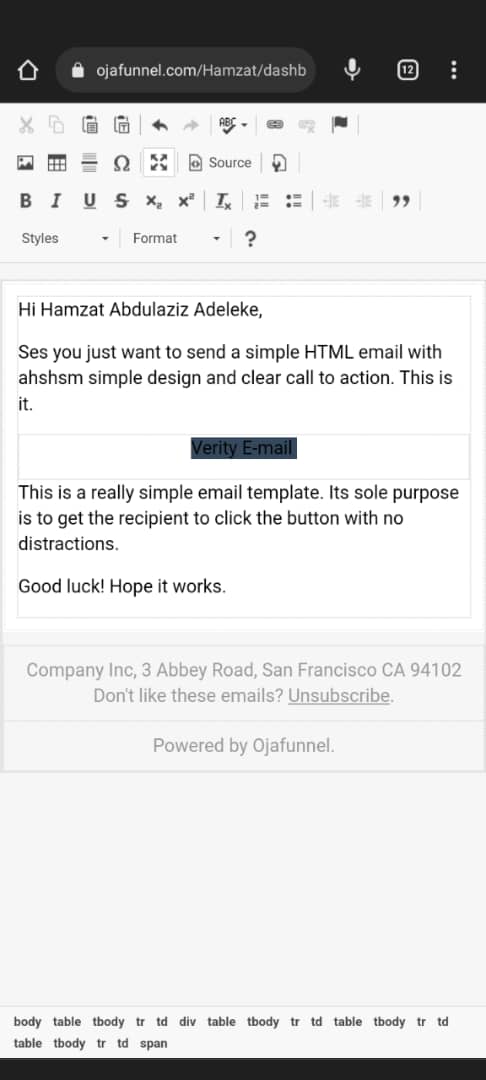 ojafunnel.com/Hamzat/dashb
12
ABC
Source
B I U S x₂ x² Tx
Styles Format ?
Hi Hamzat Abdulaziz Adeleke,
Ses you just want to send a simple HTML email with
ahshsm simple design and clear call to action. This is
it.
Verity E-mail
This is a really simple email template. Its sole purpose
is to get the recipient to click the button with no
distractions.
Good luck! Hope it works.
Company Inc, 3 Abbey Road, San Francisco CA 94102
Don't like these emails? Unsubscribe.
Powered by Ojafunnel.
body table tbody tr td div table tbody tr td table tbody tr td
table tbody tr td span